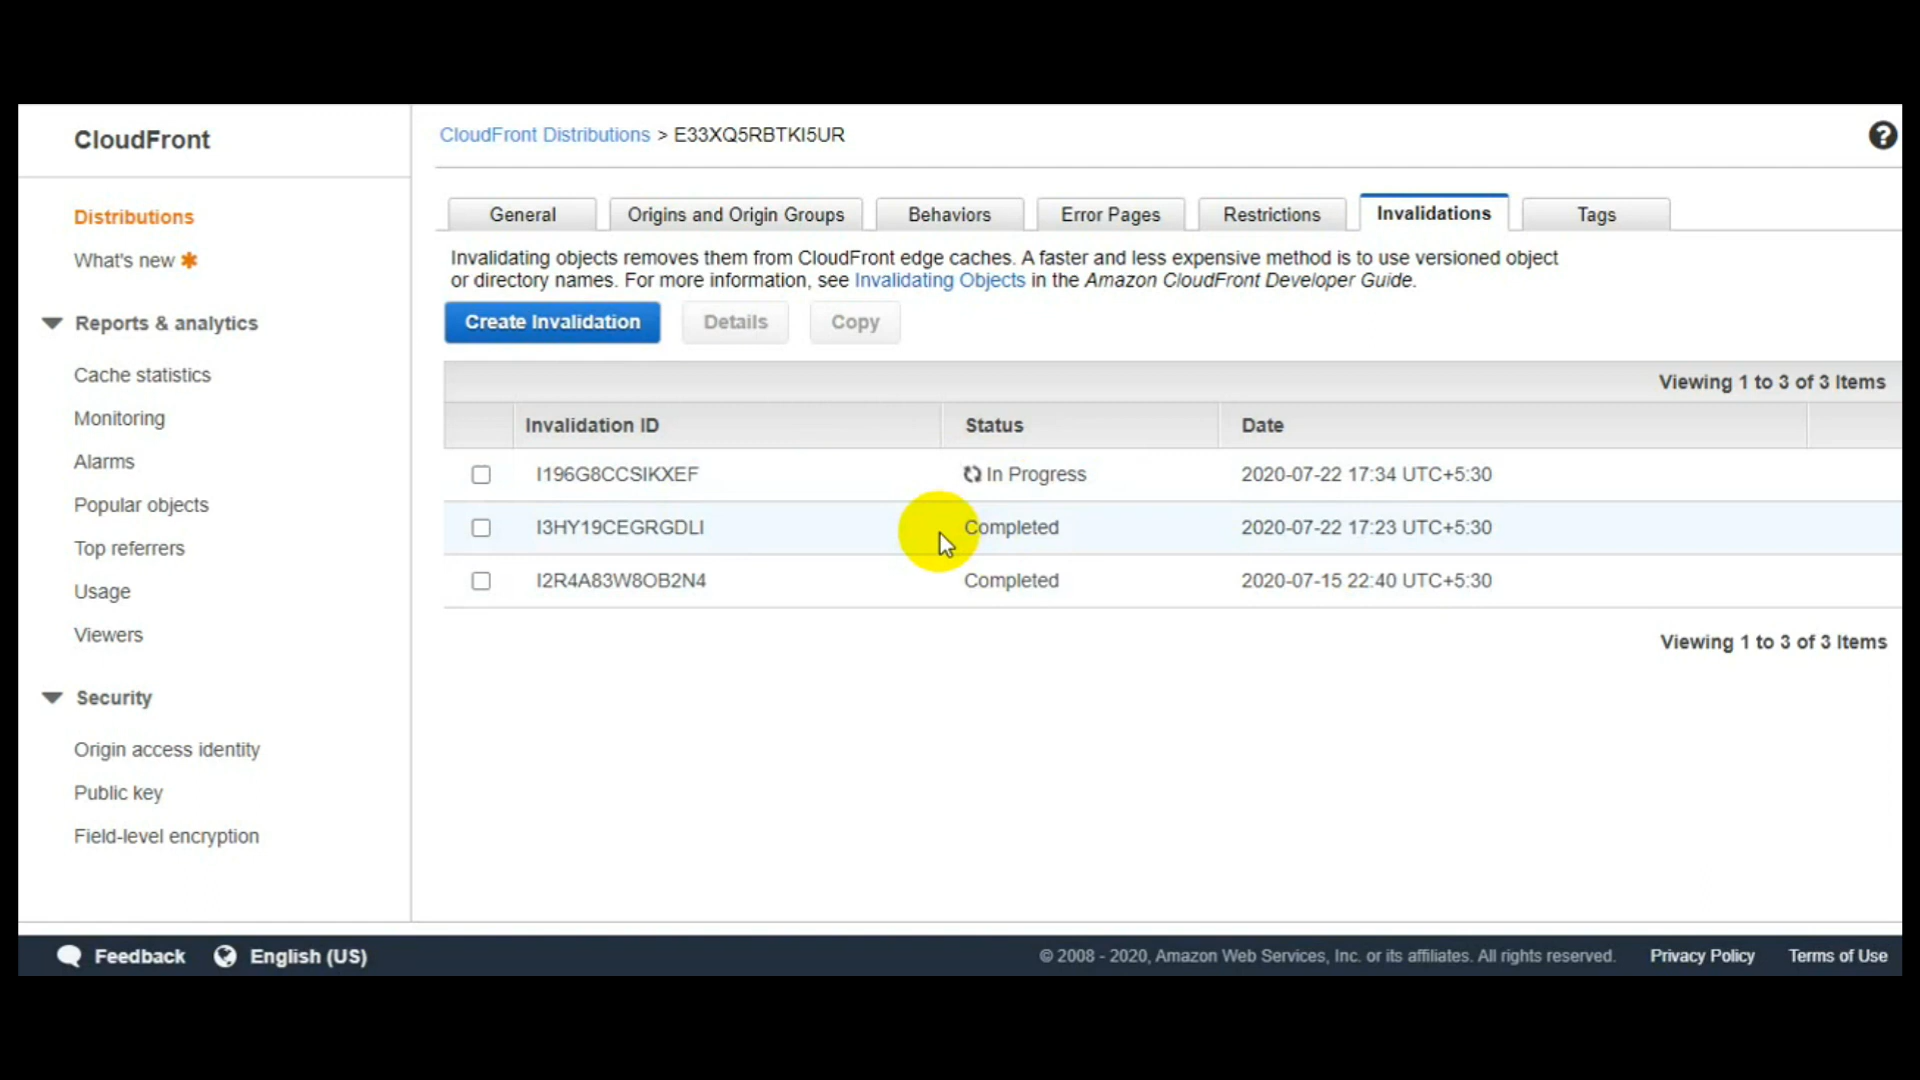 CloudFront
Distributions
What's new
Reports & analytics
Cache statistics
Monitoring
Alarms
Popular objects
Top referrers
Usage
Viewers
Security
Origin access identity
Public key
Field-level encryption
CloudFront Distributions > E33XQ5RBTKI5UR
General Origins and Origin Groups Behaviors Error Pages Restrictions Invalidations Tags
Invalidating objects removes them from CloudFront edge caches. A faster and less expensive method is to use versioned object
or directory names. For more information, see Invalidating Objects in the Amazon CloudFront Developer Guide.
Create Invalidation Details Copy
Viewing 1 to 3 of 3 Items
Invalidation ID Status Date
I196G8CCSIKXEF In Progress 2020-07-22 17:34 UTC+5:30
I3HY19CEGRGDLI Completed 2020-07-22 17:23 UTC+5:30
I2R4A83W8OB2N4 Completed 2020-07-15 22:40 UTC+5:30
Viewing 1 to 3 of 3 Items
Feedback English (US) © 2008 - 2020, Amazon Web Services, Inc. or its affiliates. All rights reserved. Privacy Policy Terms of Use